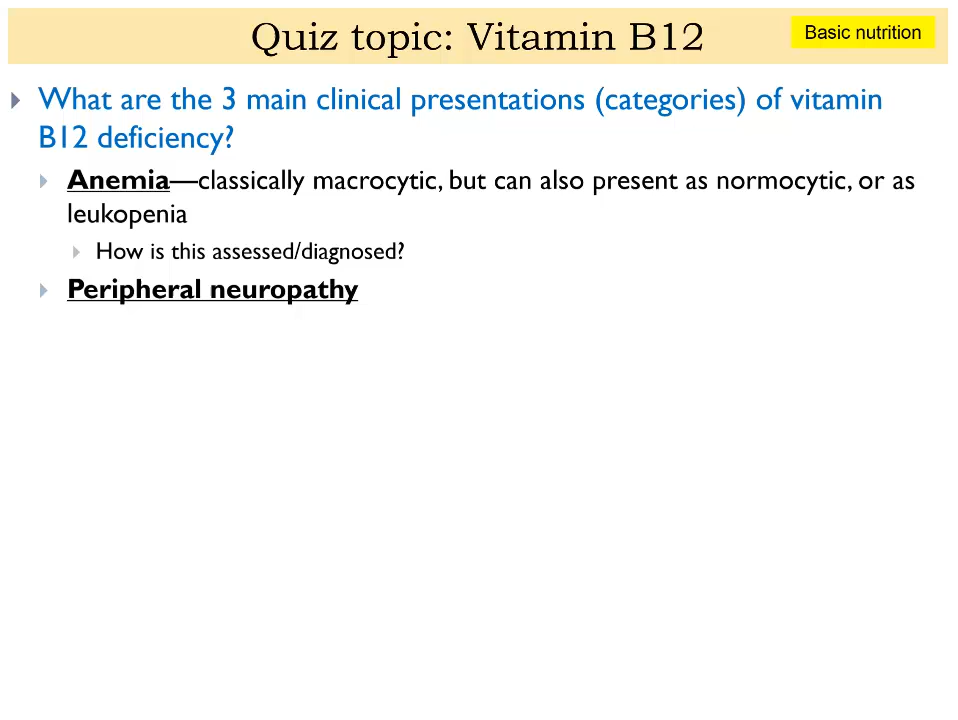 Quiz topic: Vitamin B12
Basic nutrition
What are the 3 main clinical presentations (categories) of vitamin
B12 deficiency?
Anemia—classically macrocytic, but can also present as normocytic, or as
leukopenia
How is this assessed/diagnosed?
Peripheral neuropathy